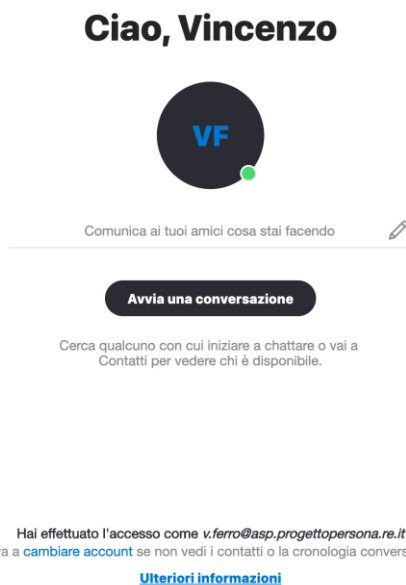 Ciao, Vincenzo
VF
Comunica ai tuoi amici cosa stai facendo
Avvia una conversazione
Cerca qualcuno con cui iniziare a chattare o vai a
Contatti per vedere chi è disponibile.
Hai effettuato l'accesso come v.ferro@asp.progettopersona.re.it
a a cambiare account se non vedi i contatti o la cronologia convers
Ulteriori informazioni